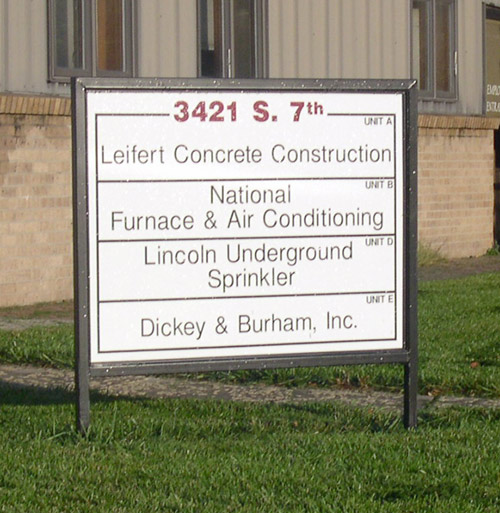 3421 S. 7th
UNIT A
Leifert Concrete Construction
UNIT B
National
Furnace & Air Conditioning
UNIT D
Lincoln Underground
Sprinkler
UNIT E
Dickey & Burham, Inc.